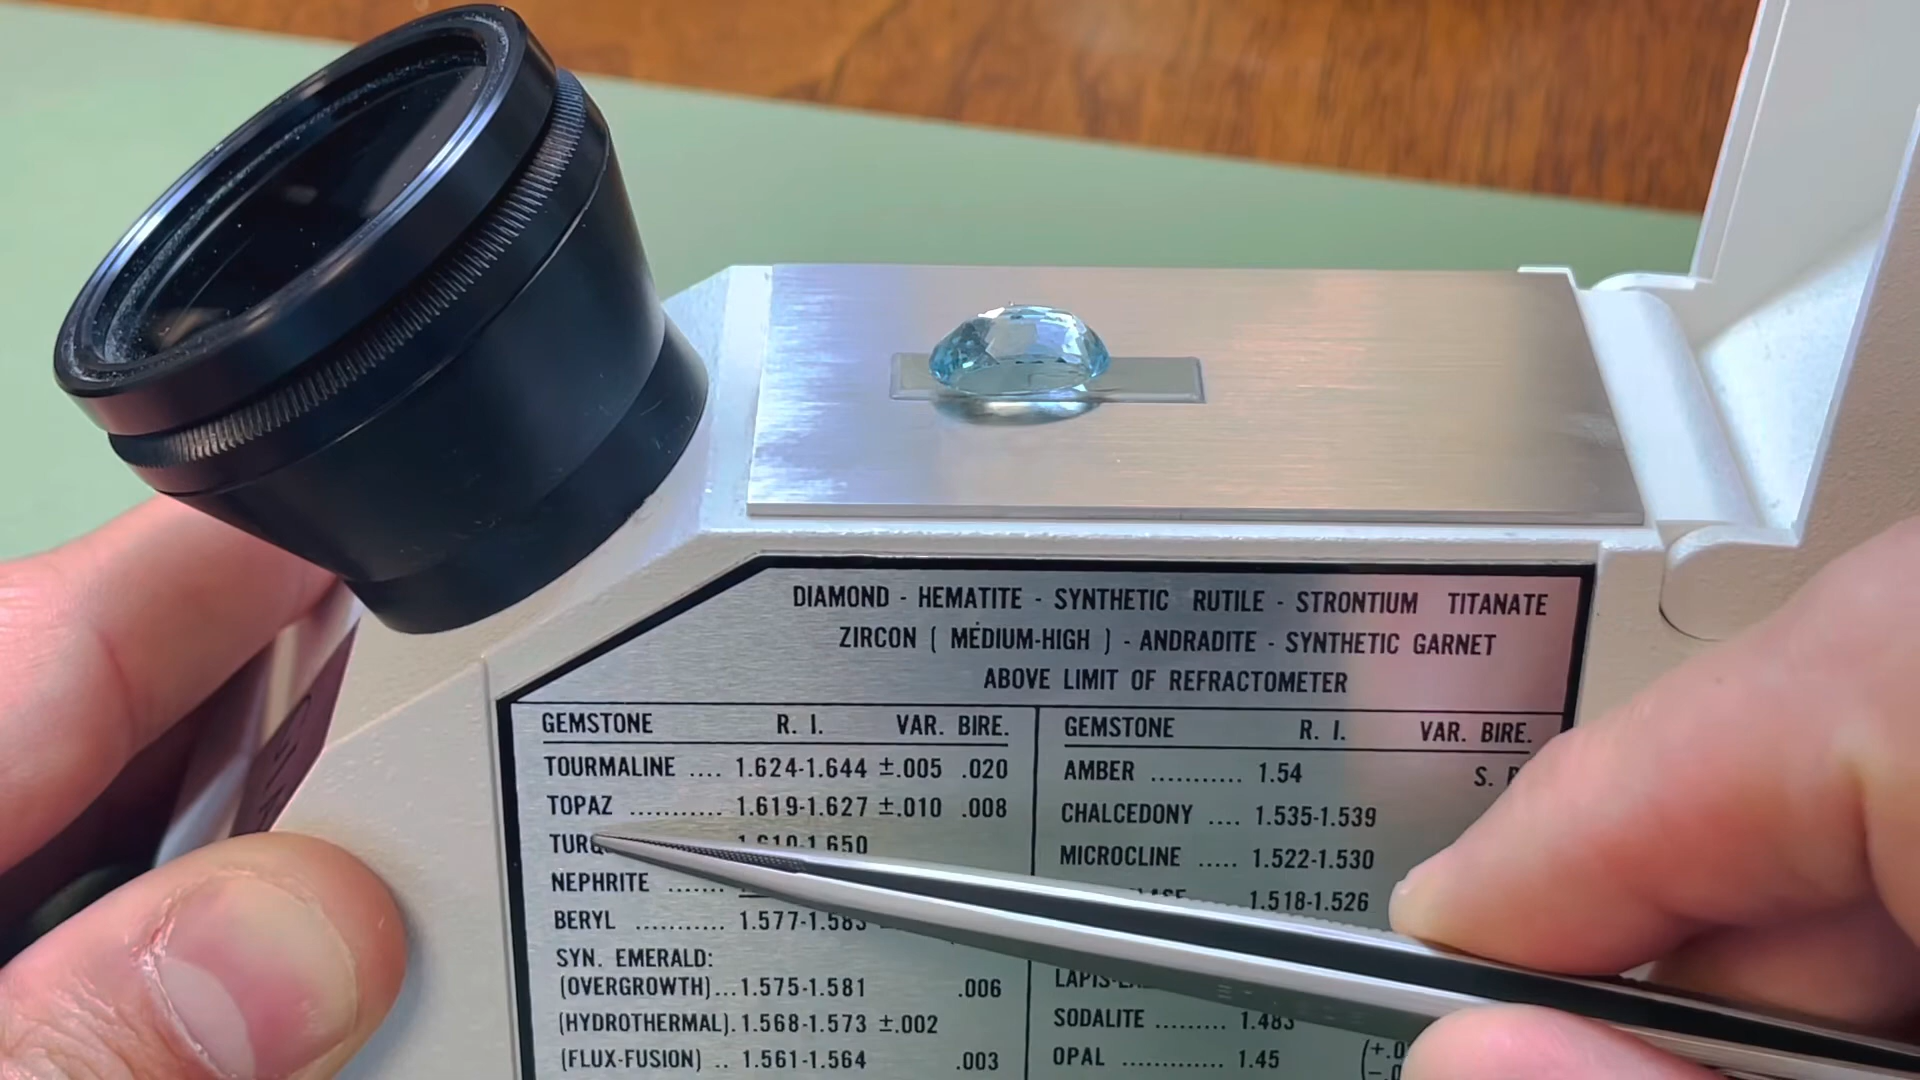 DIAMOND - HEMATITE - SYNTHETIC RUTILE - STRONTIUM TITANATE
ZIRCON ( MEDIUM-HIGH ) - ANDRADITE - SYNTHETIC GARNET
ABOVE LIMIT OF REFRACTOMETER
GEMSTONE R. I. VAR. BIRE.
TOURMALINE .... 1.624-1.644 ±.005 .020
TOPAZ ........... 1.619-1.627 ±.010 .008
1.610-1.650
NEPHRITE .......
BERYL ........... 1.577-1.583
SYN. EMERALD:
(OVERGROWTH)...1.575-1.581 .006
(HYDROTHERMAL). 1.568-1.573 ±.002
(FLUX-FUSION) .. 1.561-1.564 .003
GEMSTONE R. I. VAR. BIRE.
AMBER ........... 1.54 S.
CHALCEDONY .... 1.535-1.539
MICROCLINE ..... 1.522-1.530
1.518-1.526
SODALITE ......... 1.483
OPAL ............. 1.45